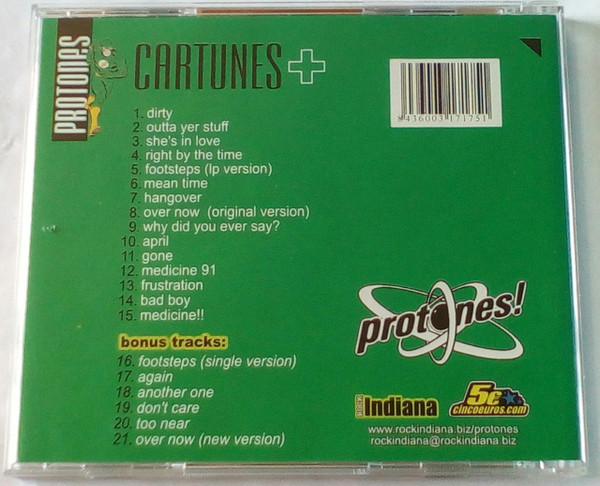 PROTONES
CARTUNES+
8436003171751
1. dirty
2. outta yer stuff
3. she's in love
4. right by the time
5. footsteps (lp version)
6. mean time
7. hangover
8. over now (original version)
9. why did you ever say?
10. april
11. gone
12. medicine 91
13. frustration
14. bad boy
15. medicine!!
bonus tracks:
16. footsteps (single version)
17. again
18. another one
19. don't care
20. too near
21. over now (new version)
protones!
ROCK Indiana
5€
cincoeuros.com
www.rockindiana.biz/protones
rockindiana@rockindiana.biz